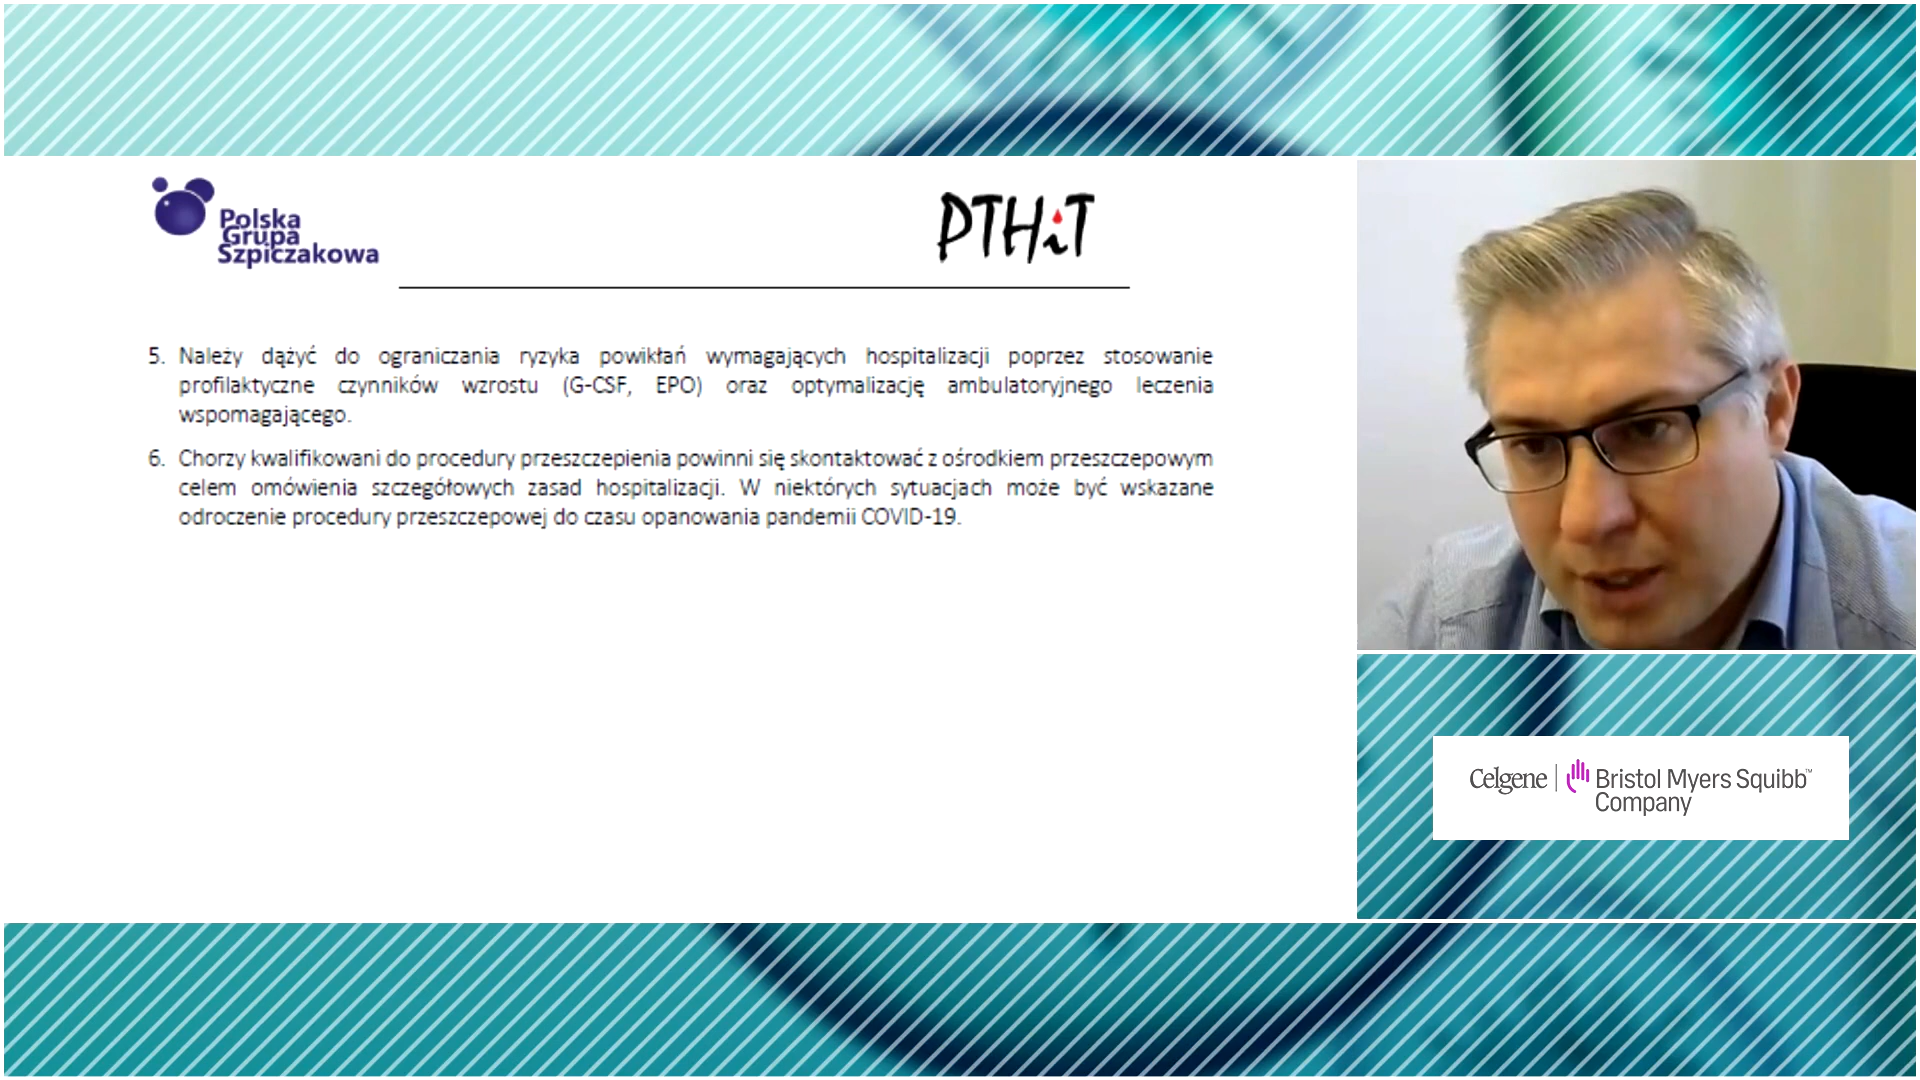 Polska
Grupa
Szpiczakowa
PTHiT
5. Należy dążyć do ograniczania ryzyka powikłań wymagających hospitalizacji poprzez stosowanie
profilaktyczne czynników wzrostu (G-CSF, EPO) oraz optymalizację ambulatoryjnego leczenia
wspomagającego.
6. Chorzy kwalifikowani do procedury przeszczepienia powinni się skontaktować z ośrodkiem przeszczepowym
celem omówienia szczegółowych zasad hospitalizacji. W niektórych sytuacjach może być wskazane
odroczenie procedury przeszczepowej do czasu opanowania pandemii COVID-19.
Celgene | Bristol Myers Squibb™
Company